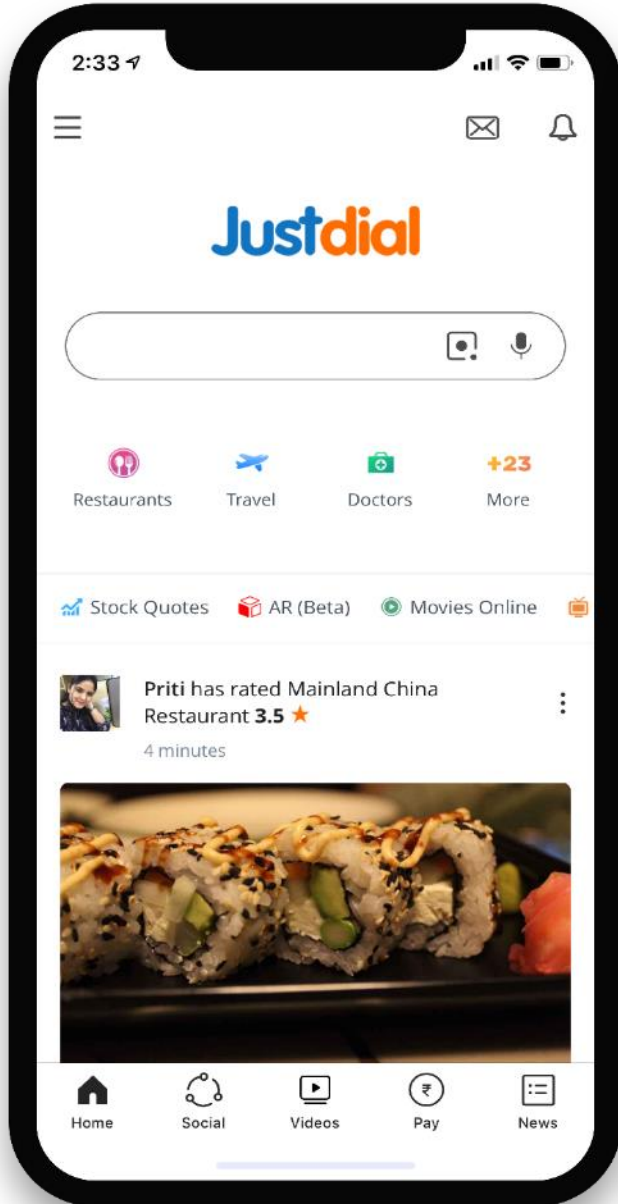 2:33
Justdial
+23
Restaurants Travel Doctors More
Stock Quotes AR (Beta) Movies Online
Priti has rated Mainland China
Restaurant 3.5 ★
4 minutes
₹
Home Social Videos Pay News